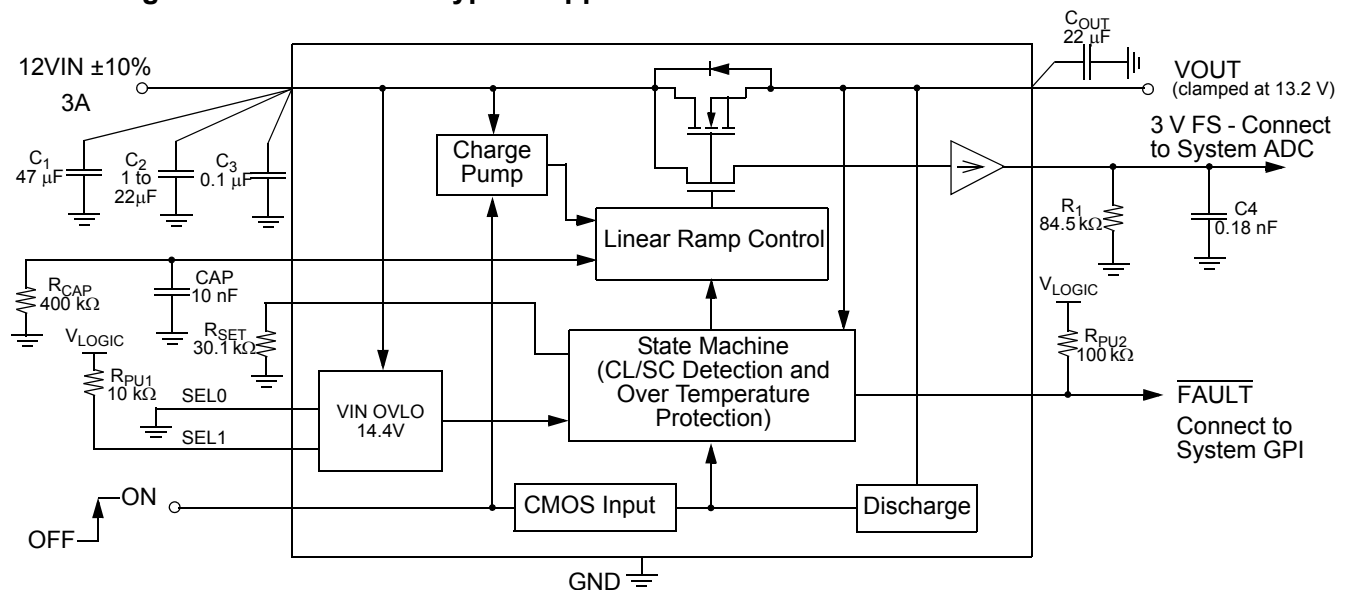 12VIN ±10%
3A
C1
47 μF
C2
1 to
22μF
C3
0.1 μF
Charge
Pump
COUT
22 μF
VOUT
(clamped at 13.2 V)
3 V FS - Connect
to System ADC
R1
84.5 kΩ
C4
0.18 nF
Linear Ramp Control
RCAP
400 kΩ
CAP
10 nF
RSET
30.1 kΩ
VLOGIC
RPU1
10 kΩ
SEL0
SEL1
VIN OVLO
14.4V
State Machine
(CL/SC Detection and
Over Temperature
Protection)
VLOGIC
RPU2
100 kΩ
FAULT
Connect to
System GPI
ON
OFF
CMOS Input
Discharge
GND